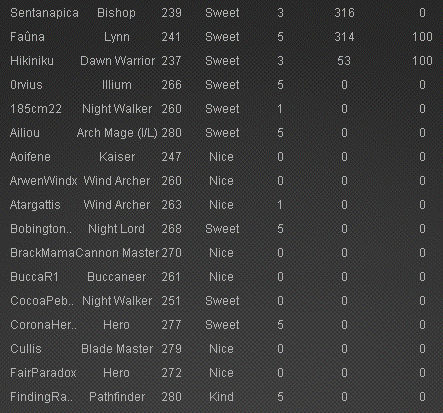 Sentanapica Bishop 239 Sweet 3 316 0
Faûna Lynn 241 Sweet 5 314 100
Hikiniku Dawn Warrior 237 Sweet 3 53 100
0rvius Illium 266 Sweet 5 0 0
185cm22 Night Walker 260 Sweet 1 0 0
Ailiou Arch Mage (I/L) 280 Sweet 5 0 0
Aoifene Kaiser 247 Nice 0 0 0
ArwenWindx Wind Archer 260 Nice 0 0 0
Atargattis Wind Archer 263 Nice 1 0 0
Bobington.. Night Lord 268 Sweet 5 0 0
BrackMama Cannon Master 270 Nice 0 0 0
BuccaR1 Buccaneer 261 Nice 0 0 0
CocoaPeb.. Night Walker 251 Sweet 0 0 0
CoronaHer.. Hero 277 Sweet 5 0 0
Cullis Blade Master 279 Nice 0 0 0
FairParadox Hero 272 Nice 0 0 0
FindingRa.. Pathfinder 280 Kind 5 0 0